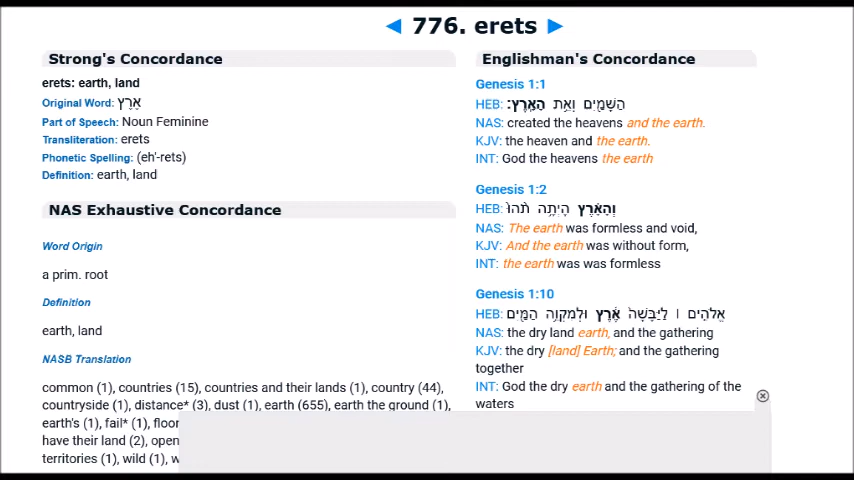 ◄ 776. erets ►
Strong's Concordance
erets: earth, land
Original Word: אֶרֶץ
Part of Speech: Noun Feminine
Transliteration: erets
Phonetic Spelling: (eh'-rets)
Definition: earth, land
NAS Exhaustive Concordance
Word Origin
a prim. root
Definition
earth, land
NASB Translation
common (1), countries (15), countries and their lands (1), country (44),
countryside (1), distance* (3), dust (1), earth (655), earth the ground (1),
earth's (1), fail* (1), floor
have their land (2), open
territories (1), wild (1), w
Englishman's Concordance
Genesis 1:1
HEB: הַשָּׁמַ֖יִם וְאֵ֥ת הָאָֽרֶץ׃
NAS: created the heavens and the earth.
KJV: the heaven and the earth.
INT: God the heavens the earth
Genesis 1:2
HEB: וְהָאָ֗רֶץ הָיְתָ֥ה תֹ֙הוּ֙
NAS: The earth was formless and void,
KJV: And the earth was without form,
INT: the earth was was formless
Genesis 1:10
HEB: אֱלֹהִ֤ים ׀ לַיַּבָּשָׁה֙ אֶ֔רֶץ וּלְמִקְוֵ֥ה הַמַּ֖יִם
NAS: the dry land earth, and the gathering
KJV: the dry [land] Earth; and the gathering
together
INT: God the dry earth and the gathering of the
waters